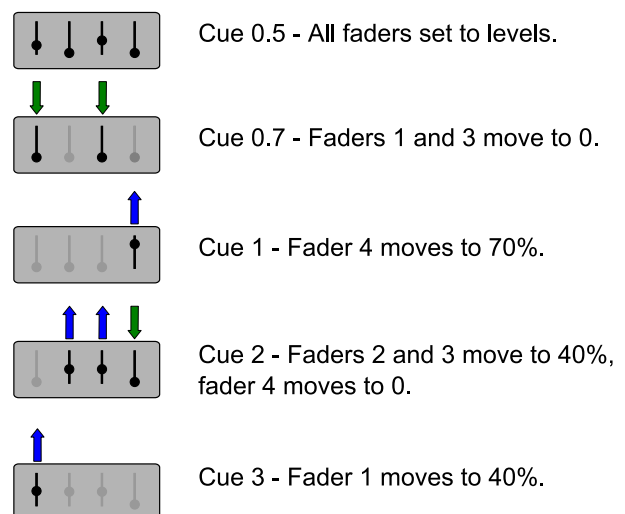 Cue 0.5 - All faders set to levels.
Cue 0.7 - Faders 1 and 3 move to 0.
Cue 1 - Fader 4 moves to 70%.
Cue 2 - Faders 2 and 3 move to 40%,
fader 4 moves to 0.
Cue 3 - Fader 1 moves to 40%.